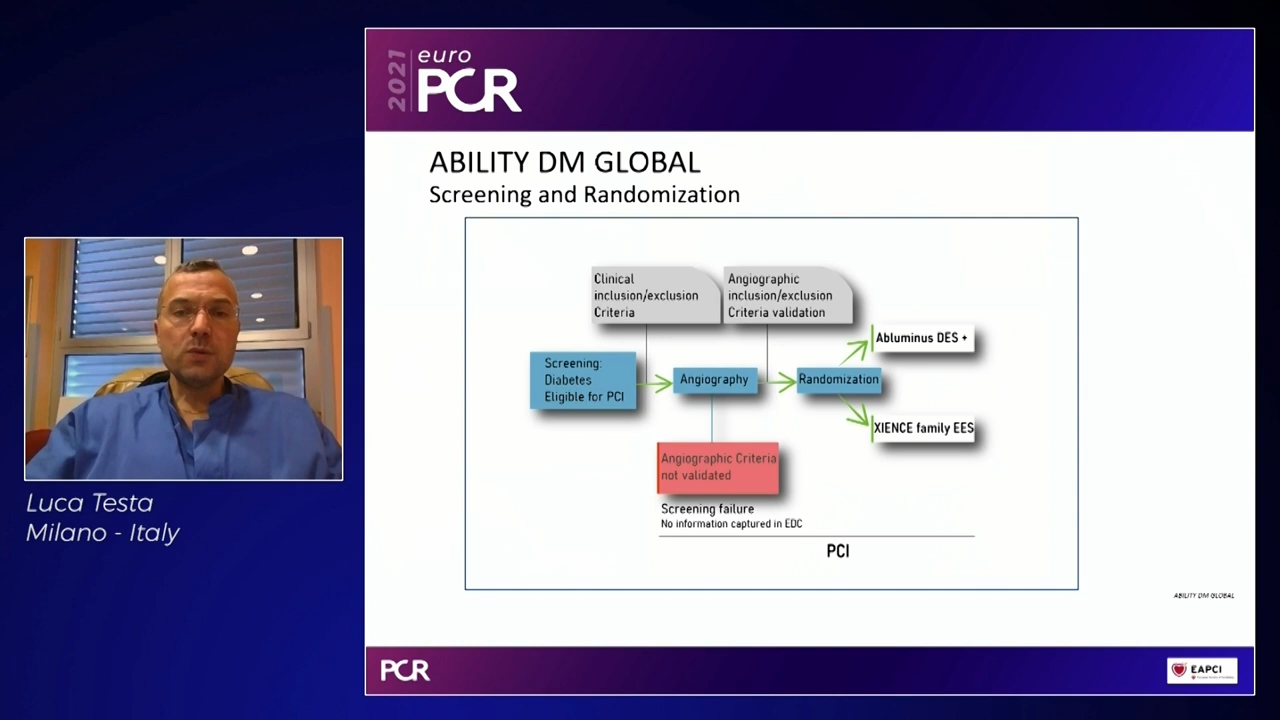 2021
euro
PCR
ABILITY DM GLOBAL
Screening and Randomization
Clinical
inclusion/exclusion
Criteria
Angiographic
inclusion/exclusion
Criteria validation
Abluminus DES +
Screening:
Diabetes
Eligible for PCI
Angiography
Randomization
XIENCE family EES
Angiographic Criteria
not validated
Screening failure
No information captured in EDC
PCI
ABILITY DM GLOBAL
Luca Testa
Milano - Italy
PCR
EAPCI